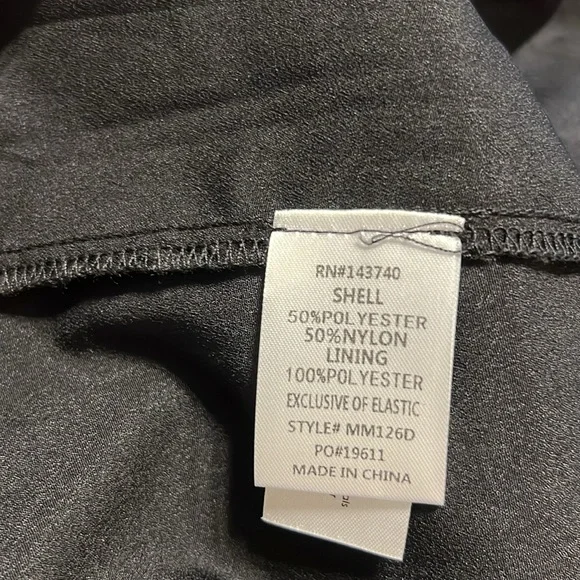 RN#143740
SHELL
50%POLYESTER
50%NYLON
LINING
100%POLYESTER
EXCLUSIVE OF ELASTIC
STYLE# MM126D
PO#19611
MADE IN CHINA